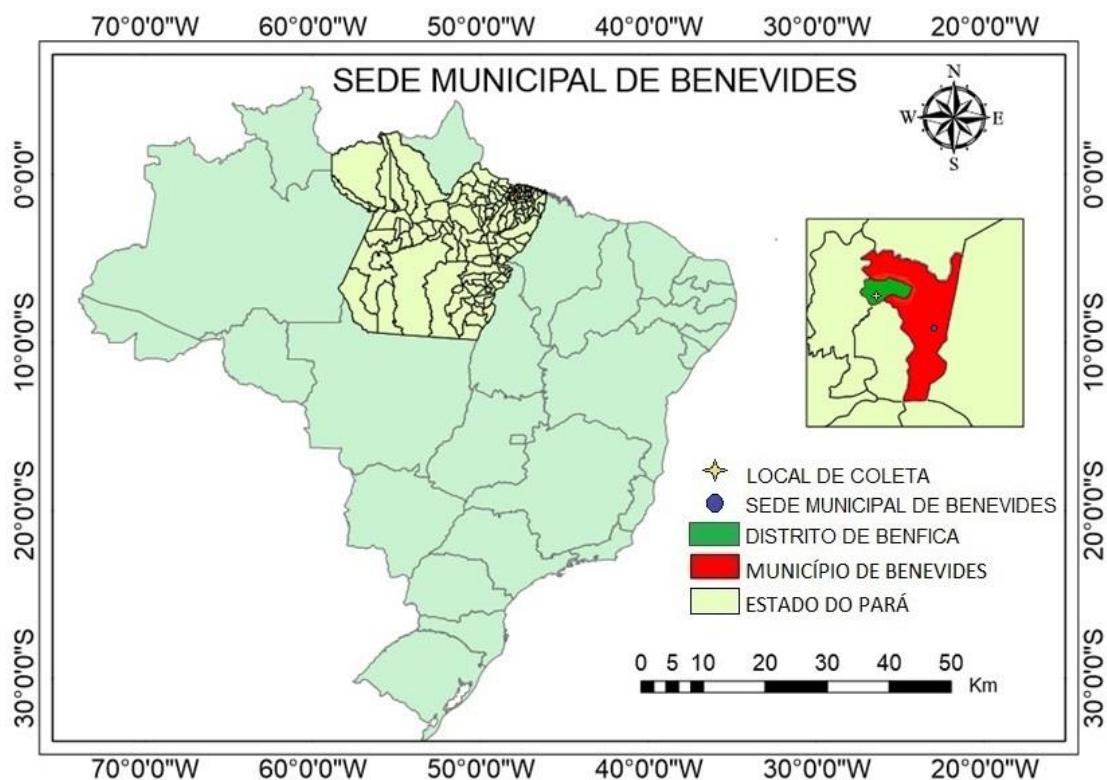 70°0'0"W 60°0'0"W 50°0'0"W 40°0'0"W 30°0'0"W 20°0'0"W
SEDE MUNICIPAL DE BENEVIDES
N
W E
S
0°0'0" 0°0'0"
10°0'0"S 10°0'0"S
LOCAL DE COLETA
SEDE MUNICIPAL DE BENEVIDES
20°0'0"S 20°0'0"S
DISTRITO DE BENFICA
MUNICÍPIO DE BENEVIDES
ESTADO DO PARÁ
30°0'0"S 30°0'0"S
0 5 10 20 30 40 50
Km
70°0'0"W 60°0'0"W 50°0'0"W 40°0'0"W 30°0'0"W 20°0'0"W